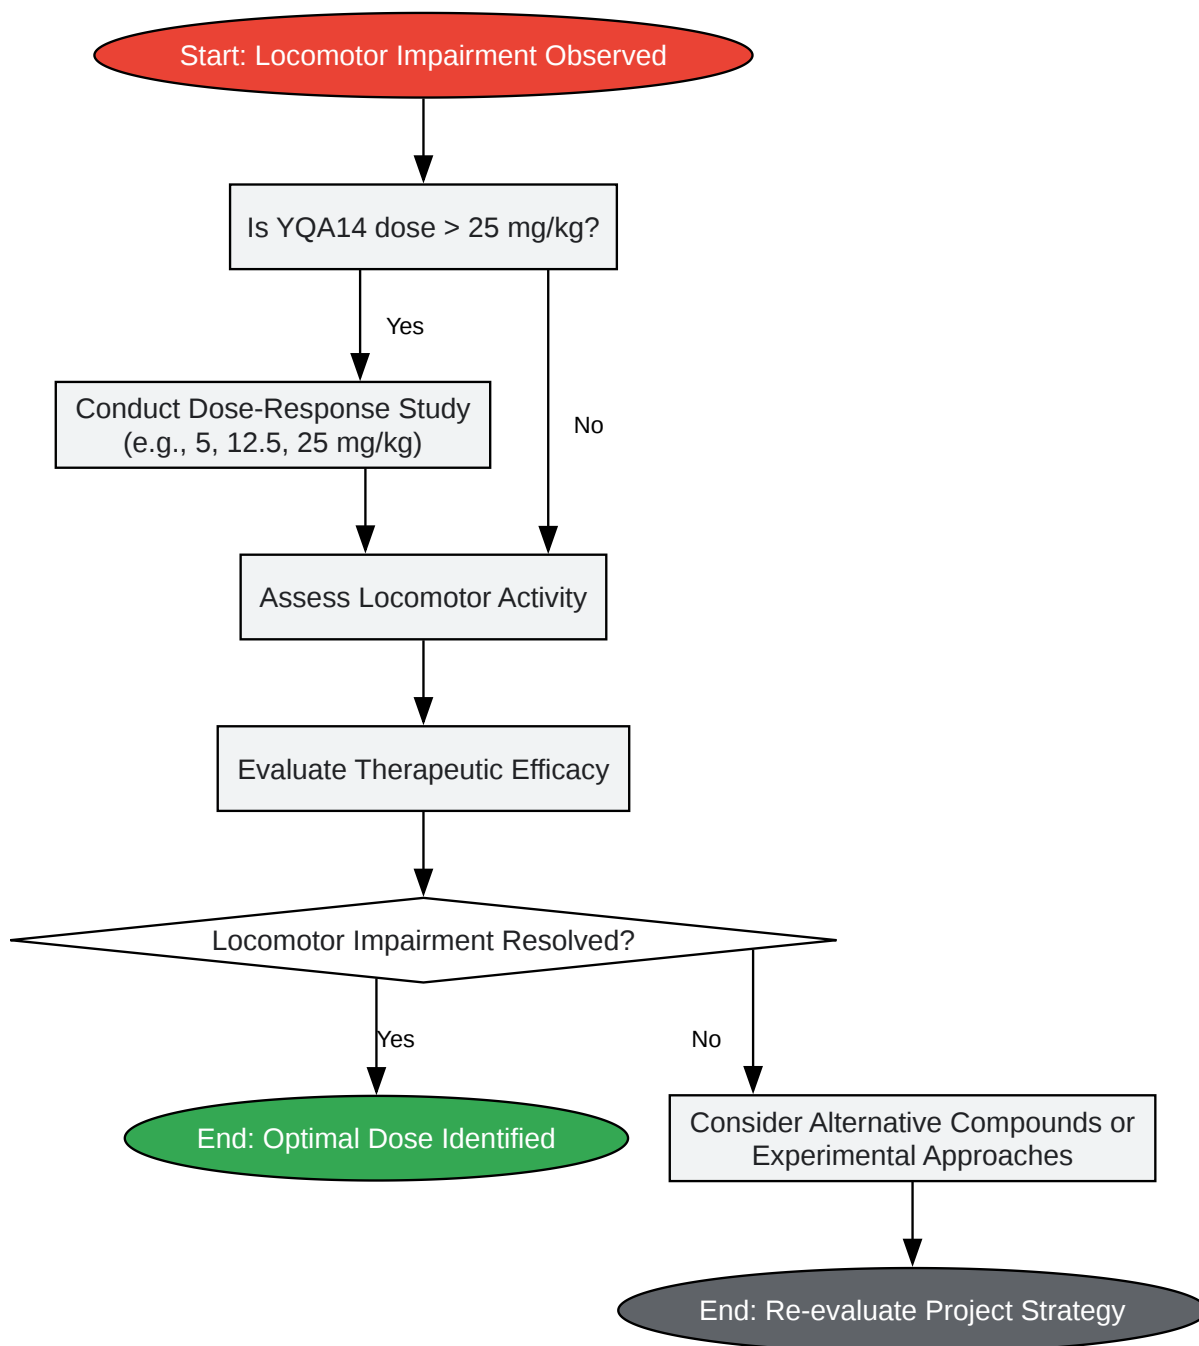 Start: Locomotor Impairment Observed
Is YQA14 dose > 25 mg/kg?
Yes
Conduct Dose-Response Study
(e.g., 5, 12.5, 25 mg/kg)
No
Assess Locomotor Activity
Evaluate Therapeutic Efficacy
Locomotor Impairment Resolved?
Yes
No
End: Optimal Dose Identified
Consider Alternative Compounds or
Experimental Approaches
End: Re-evaluate Project Strategy